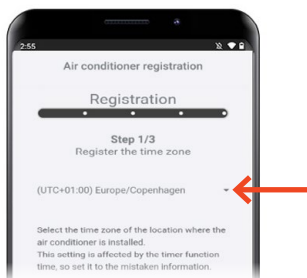 2:55
Air conditioner registration
Registration
Step 1/3
Register the time zone
(UTC+01:00) Europe/Copenhagen
Select the time zone of the location where the
air conditioner is installed.
This setting is affected by the timer function
time, so set it to the mistaken information.